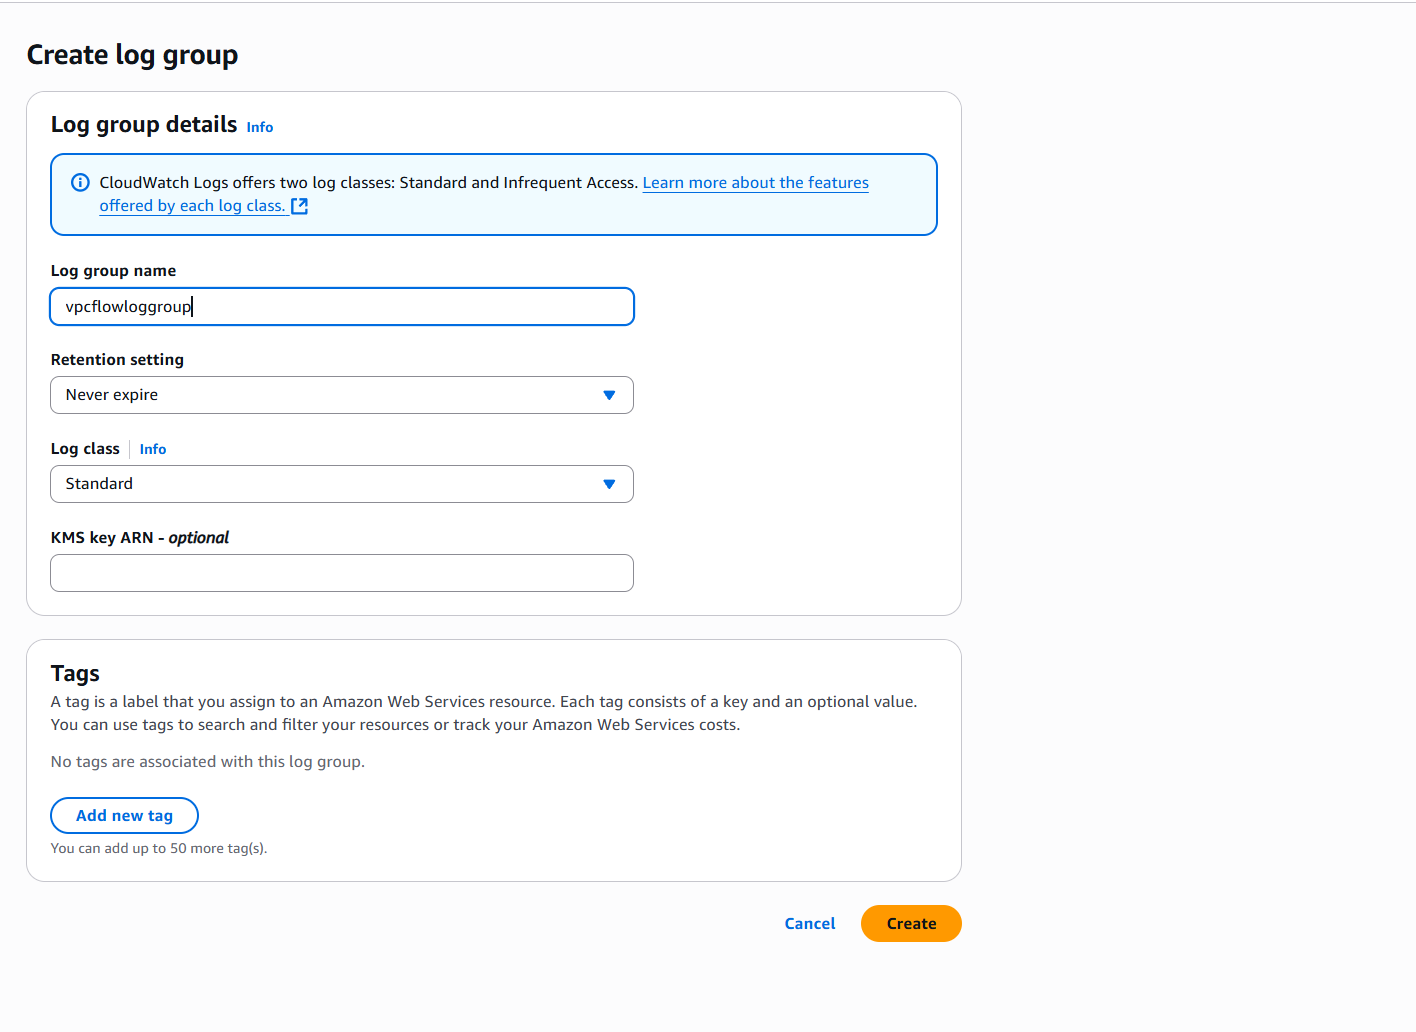 Create log group
Log group details Info
CloudWatch Logs offers two log classes: Standard and Infrequent Access. Learn more about the features
offered by each log class.
Log group name
vpcflowloggroup
Retention setting
Never expire
Log class Info
Standard
KMS key ARN - optional
Tags
A tag is a label that you assign to an Amazon Web Services resource. Each tag consists of a key and an optional value.
You can use tags to search and filter your resources or track your Amazon Web Services costs.
No tags are associated with this log group.
Add new tag
You can add up to 50 more tag(s).
Cancel Create